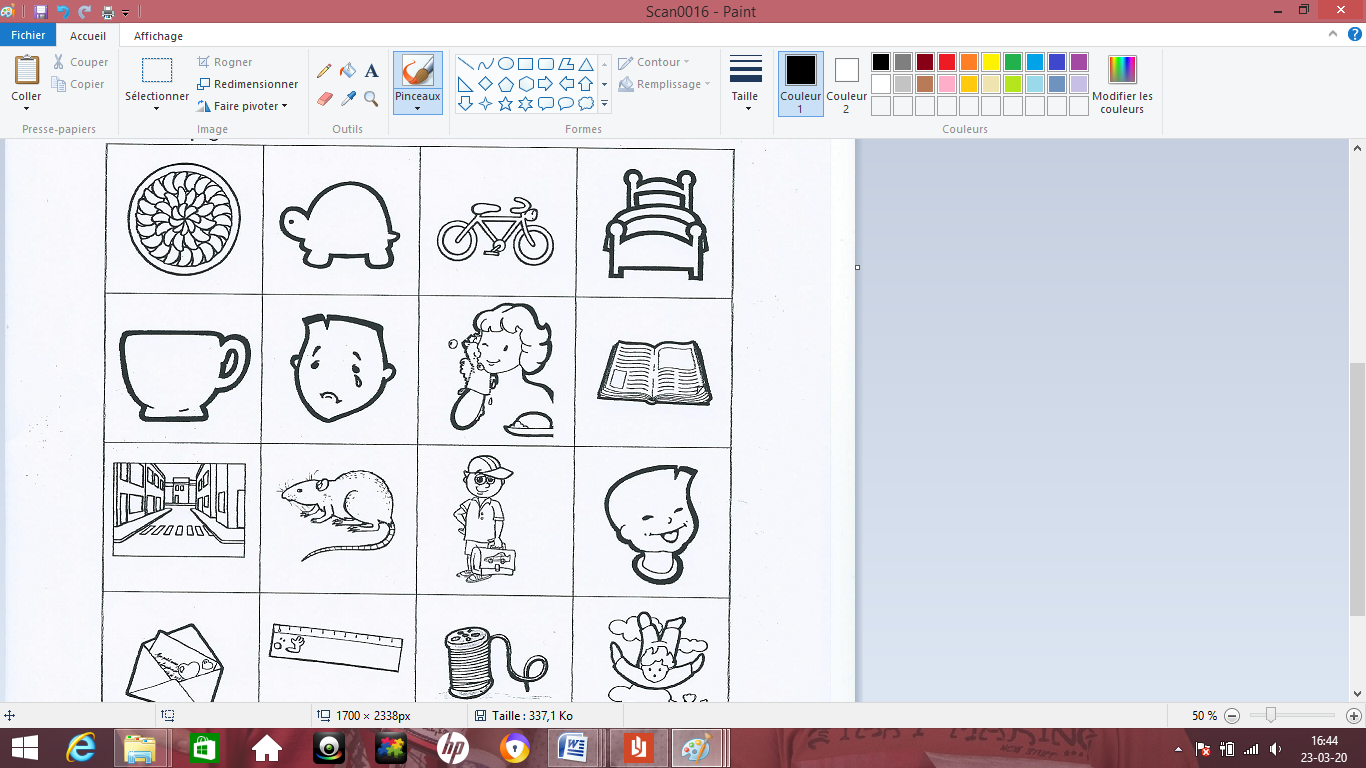 Scan0016 - Paint
Fichier
Accueil
Affichage
Coller
Couper
Copier
Presse-papiers
Sélectionner
Rogner
Redimensionner
Faire pivoter
Image
A
Outils
Pinceaux
Contour
Remplissage
Formes
Taille
Couleur
1
Couleur
2
Modifier les
couleurs
Couleurs
1700 × 2338px
Taille : 337,1 Ko
50 %
hp
16:44
23-03-20